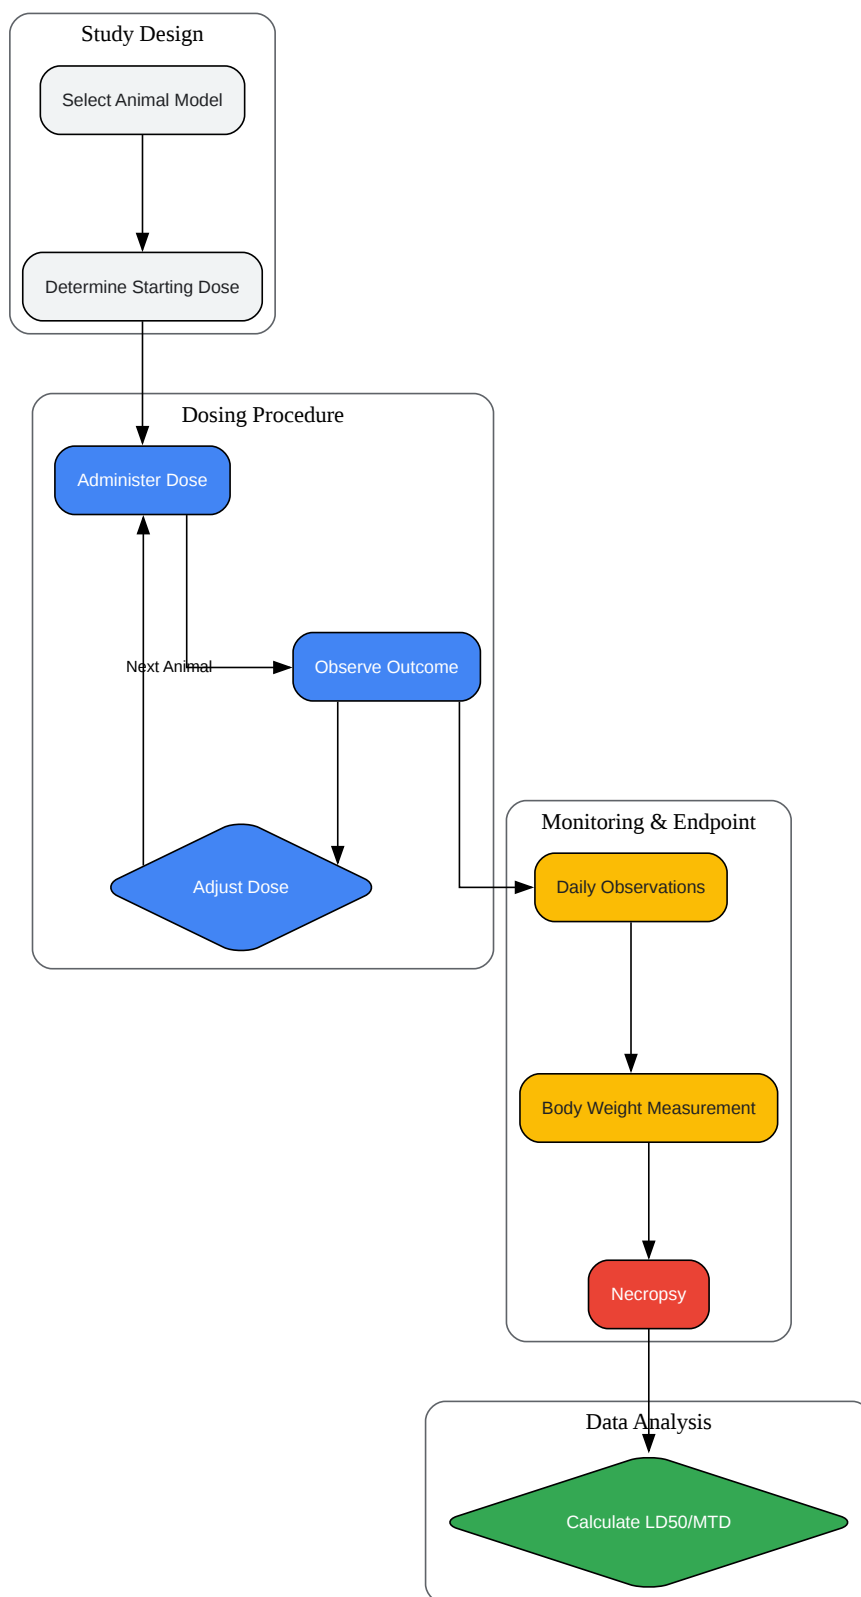 Study Design
Select Animal Model
Determine Starting Dose
Dosing Procedure
Administer Dose
Next Animal
Observe Outcome
Adjust Dose
Monitoring & Endpoint
Daily Observations
Body Weight Measurement
Necropsy
Data Analysis
Calculate LD50/MTD